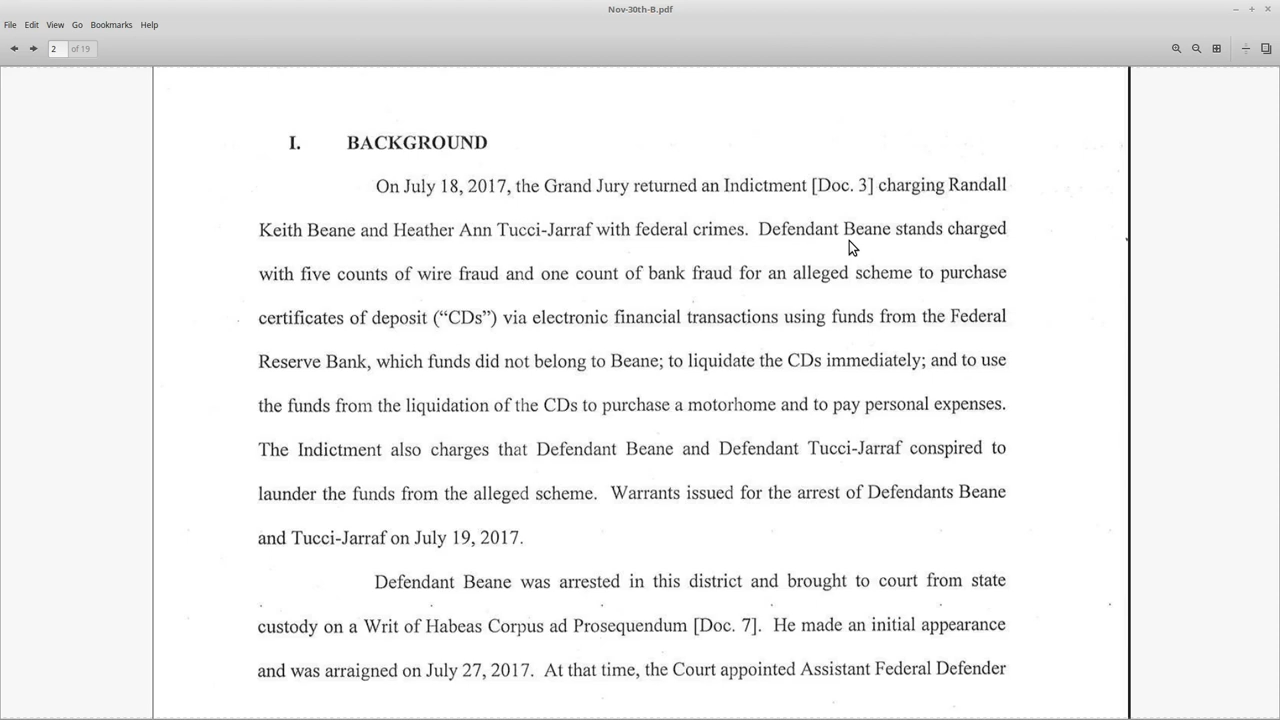 Nov-30th-B.pdf
File Edit View Go Bookmarks Help
2 of 19
I. BACKGROUND
On July 18, 2017, the Grand Jury returned an Indictment [Doc. 3] charging Randall
Keith Beane and Heather Ann Tucci-Jarraf with federal crimes. Defendant Beane stands charged
with five counts of wire fraud and one count of bank fraud for an alleged scheme to purchase
certificates of deposit (“CDs”) via electronic financial transactions using funds from the Federal
Reserve Bank, which funds did not belong to Beane; to liquidate the CDs immediately; and to use
the funds from the liquidation of the CDs to purchase a motorhome and to pay personal expenses.
The Indictment also charges that Defendant Beane and Defendant Tucci-Jarraf conspired to
launder the funds from the alleged scheme. Warrants issued for the arrest of Defendants Beane
and Tucci-Jarraf on July 19, 2017.
Defendant Beane was arrested in this district and brought to court from state
custody on a Writ of Habeas Corpus ad Prosequendum [Doc. 7]. He made an initial appearance
and was arraigned on July 27, 2017. At that time, the Court appointed Assistant Federal Defender